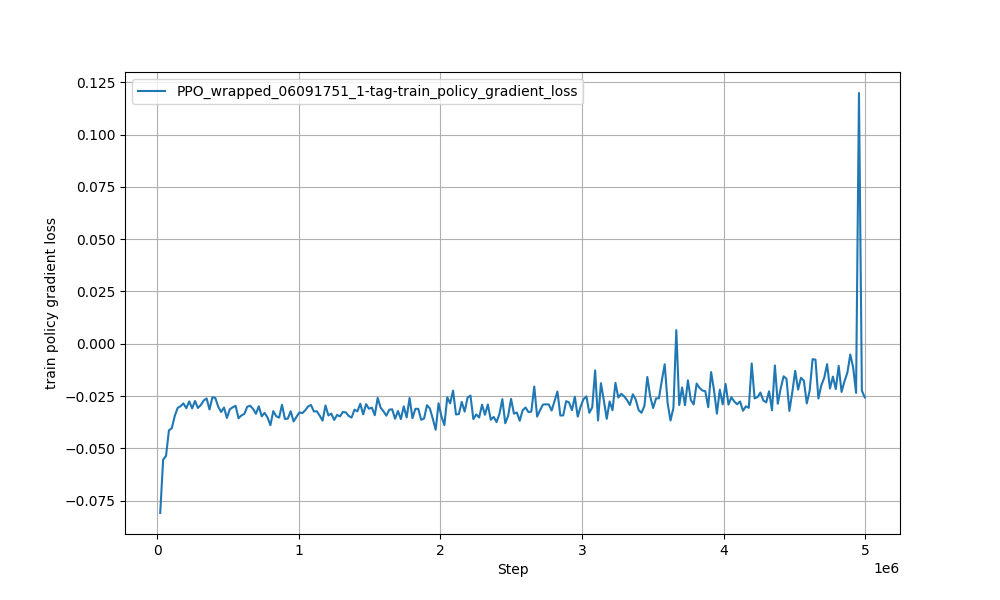 PPO_wrapped_06091751_1-tag-train_policy_gradient_loss
0.125
0.100
0.075
0.050
0.025
0.000
−0.025
−0.050
−0.075
train policy gradient loss
0 1 2 3 4 5
1e6
Step